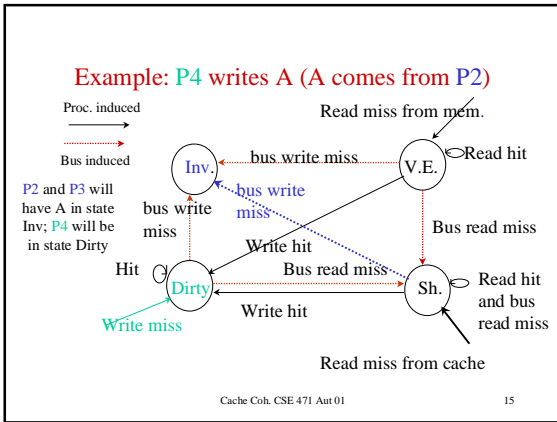 Example: P4 writes A (A comes from P2)
Proc. induced
Bus induced
P2 and P3 will
have A in state
Inv; P4 will be
in state Dirty
Read miss from mem.
Inv.
bus write miss
V.E.
Read hit
bus write
miss
bus write
miss
Write hit
Bus read miss
Hit
Dirty
Bus read miss
Sh.
Read hit
and bus
read miss
Write miss
Write hit
Read miss from cache
Cache Coh. CSE 471 Aut 01
15